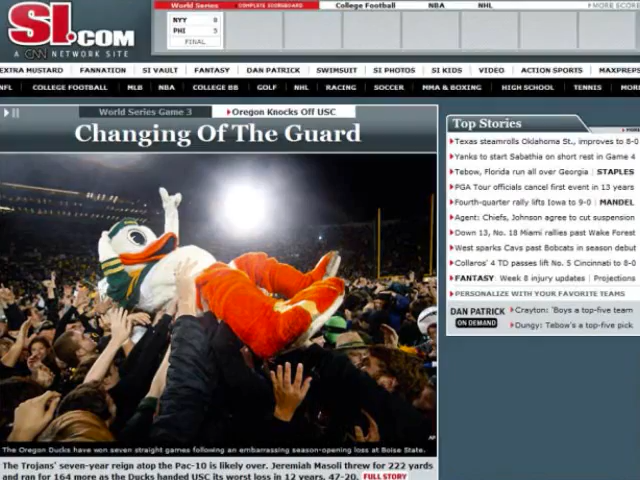 World Series
COMPLETE SCOREBOARD
College Football
NBA
NHL
MORE SCORE
SI.COM
A CNN NETWORK SITE
NYY 8
PHI 5
FINAL
EXTRA MUSTARD FANNATION SI VAULT FANTASY DAN PATRICK SWIMSUIT SI PHOTOS SI KIDS VIDEO ACTION SPORTS MAXPREPS
NFL COLLEGE FOOTBALL MLB NBA COLLEGE BB GOLF NHL RACING SOCCER MMA & BOXING HIGH SCHOOL TENNIS MOR
World Series Game 3 Oregon Knocks Off USC
Changing Of The Guard
The Oregon Ducks have won seven straight games following an embarrassing season-opening loss at Boise State.
The Trojans' seven-year reign atop the Pac-10 is likely over. Jeremiah Masoli threw for 222 yards
and ran for 164 more as the Ducks handed USC its worst loss in 12 years, 47-20. FULL STORY
Top Stories
Texas steamrolls Oklahoma St., improves to 8-0
Yanks to start Sabathia on short rest in Game 4
Tebow, Florida run all over Georgia | STAPLES
PGA Tour officials cancel first event in 13 years
Fourth-quarter rally lifts Iowa to 9-0 | MANDEL
Agent: Chiefs, Johnson agree to cut suspension
Down 13, No. 18 Miami rallies past Wake Forest
West sparks Cavs past Bobcats in season debut
Collaros' 4 TD passes lift No. 5 Cincinnati to 8-0
FANTASY Week 8 injury updates | Projections
PERSONALIZE WITH YOUR FAVORITE TEAMS
DAN PATRICK
ON DEMAND
Crayton: 'Boys a top-five team
Dungy: Tebow's a top-five pick